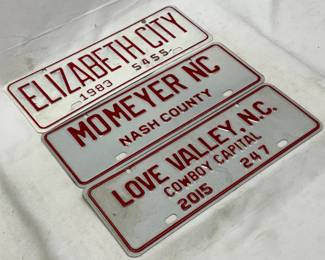 ELIZABETH CITY
1983 5455
MOMEYER NC
NASH COUNTY
LOVE VALLEY, N.C.
COWBOY CAPITAL
2015 247